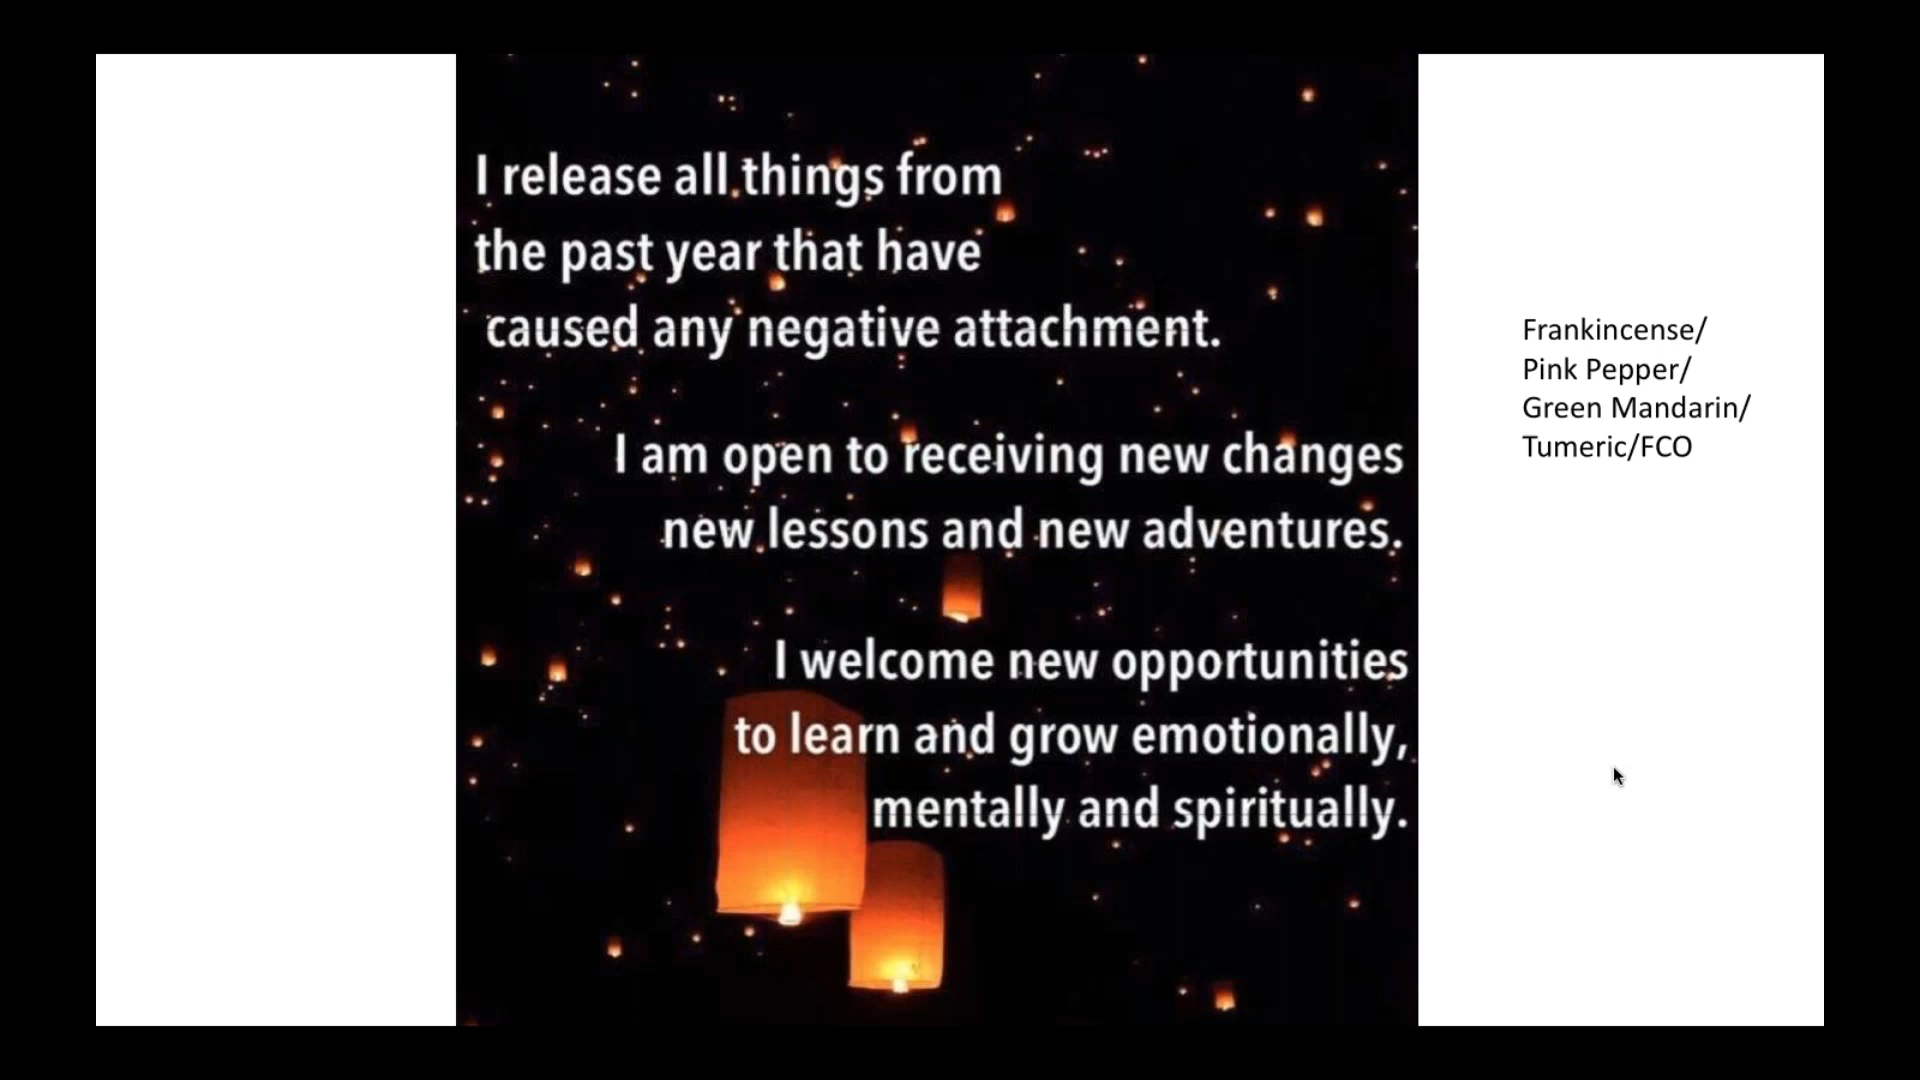 I release all things from
the past year that have
caused any negative attachment.
I am open to receiving new changes
new lessons and new adventures.
I welcome new opportunities
to learn and grow emotionally,
mentally and spiritually.
Frankincense/
Pink Pepper/
Green Mandarin/
Tumeric/FCO